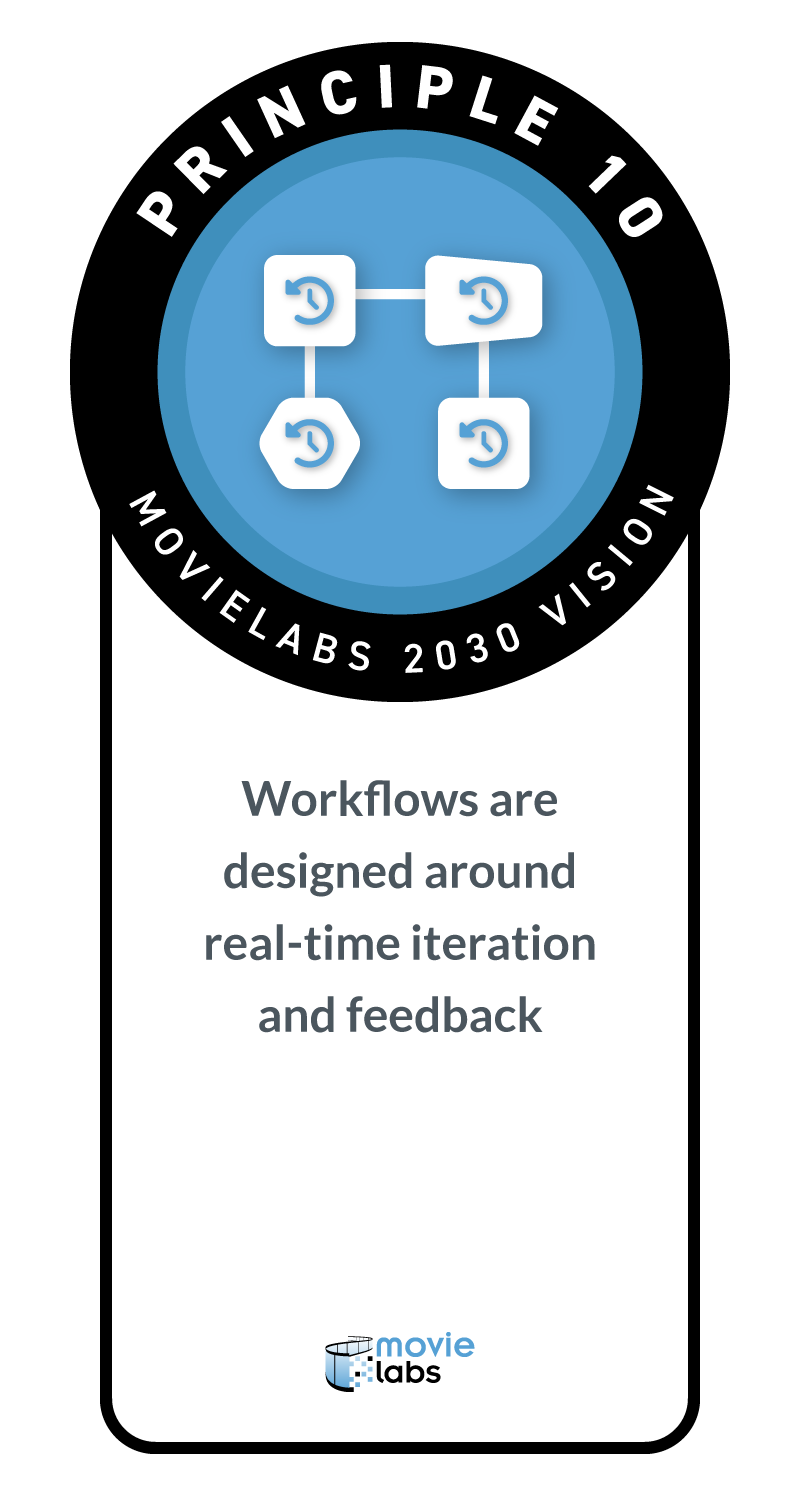 PRINCIPLE 10
MOVIELABS 2030 VISION
Workflows are
designed around
real-time iteration
and feedback
movie
labs